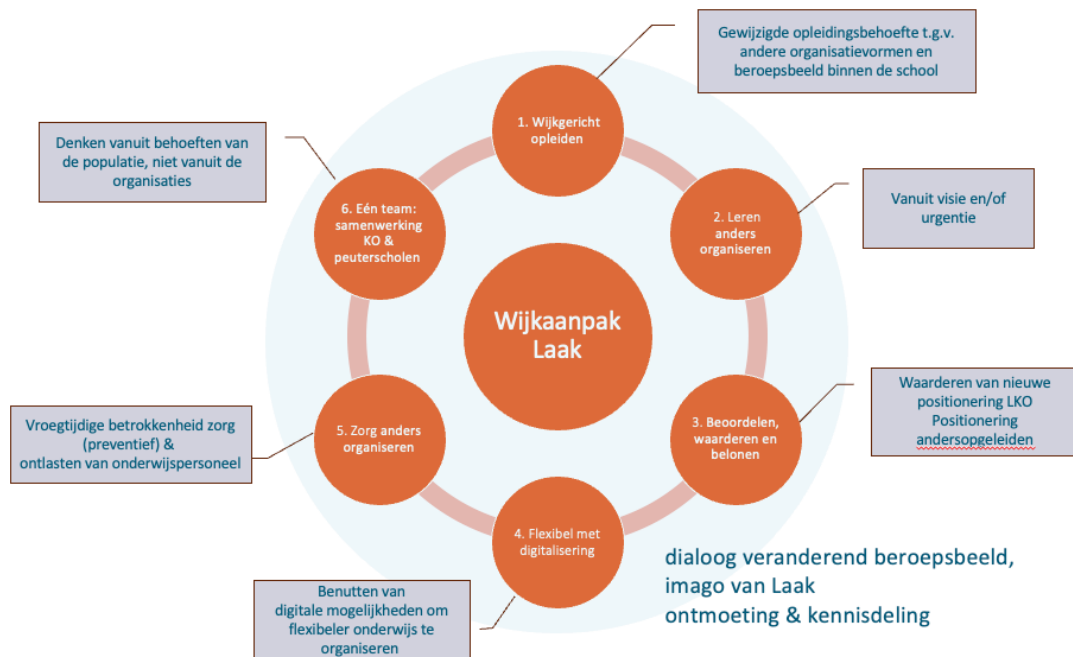 Gewijzigde opleidingsbehoefte t.g.v.
andere organisatievormen en
beroepsbeeld binnen de school
1. Wijkgericht
opleiden
Denken vanuit behoeften van
de populatie, niet vanuit de
organisaties
6. Eén team:
samenwerking
KO &
peuterscholen
2. Leren
anders
organiseren
Vanuit visie en/of
urgentie
Wijkaanpak
Laak
Vroegtijdige betrokkenheid zorg
(preventief) &
ontlasten van onderwijspersoneel
5. Zorg anders
organiseren
3. Beoordelen,
waarderen en
belonen
Waarderen van nieuwe
positionering LKO
Positionering
andersopgeleiden
4. Flexibel met
digitalisering
Benutten van
digitale mogelijkheden om
flexibeler onderwijs te
organiseren
dialoog veranderend beroepsbeeld,
imago van Laak
ontmoeting & kennisdeling